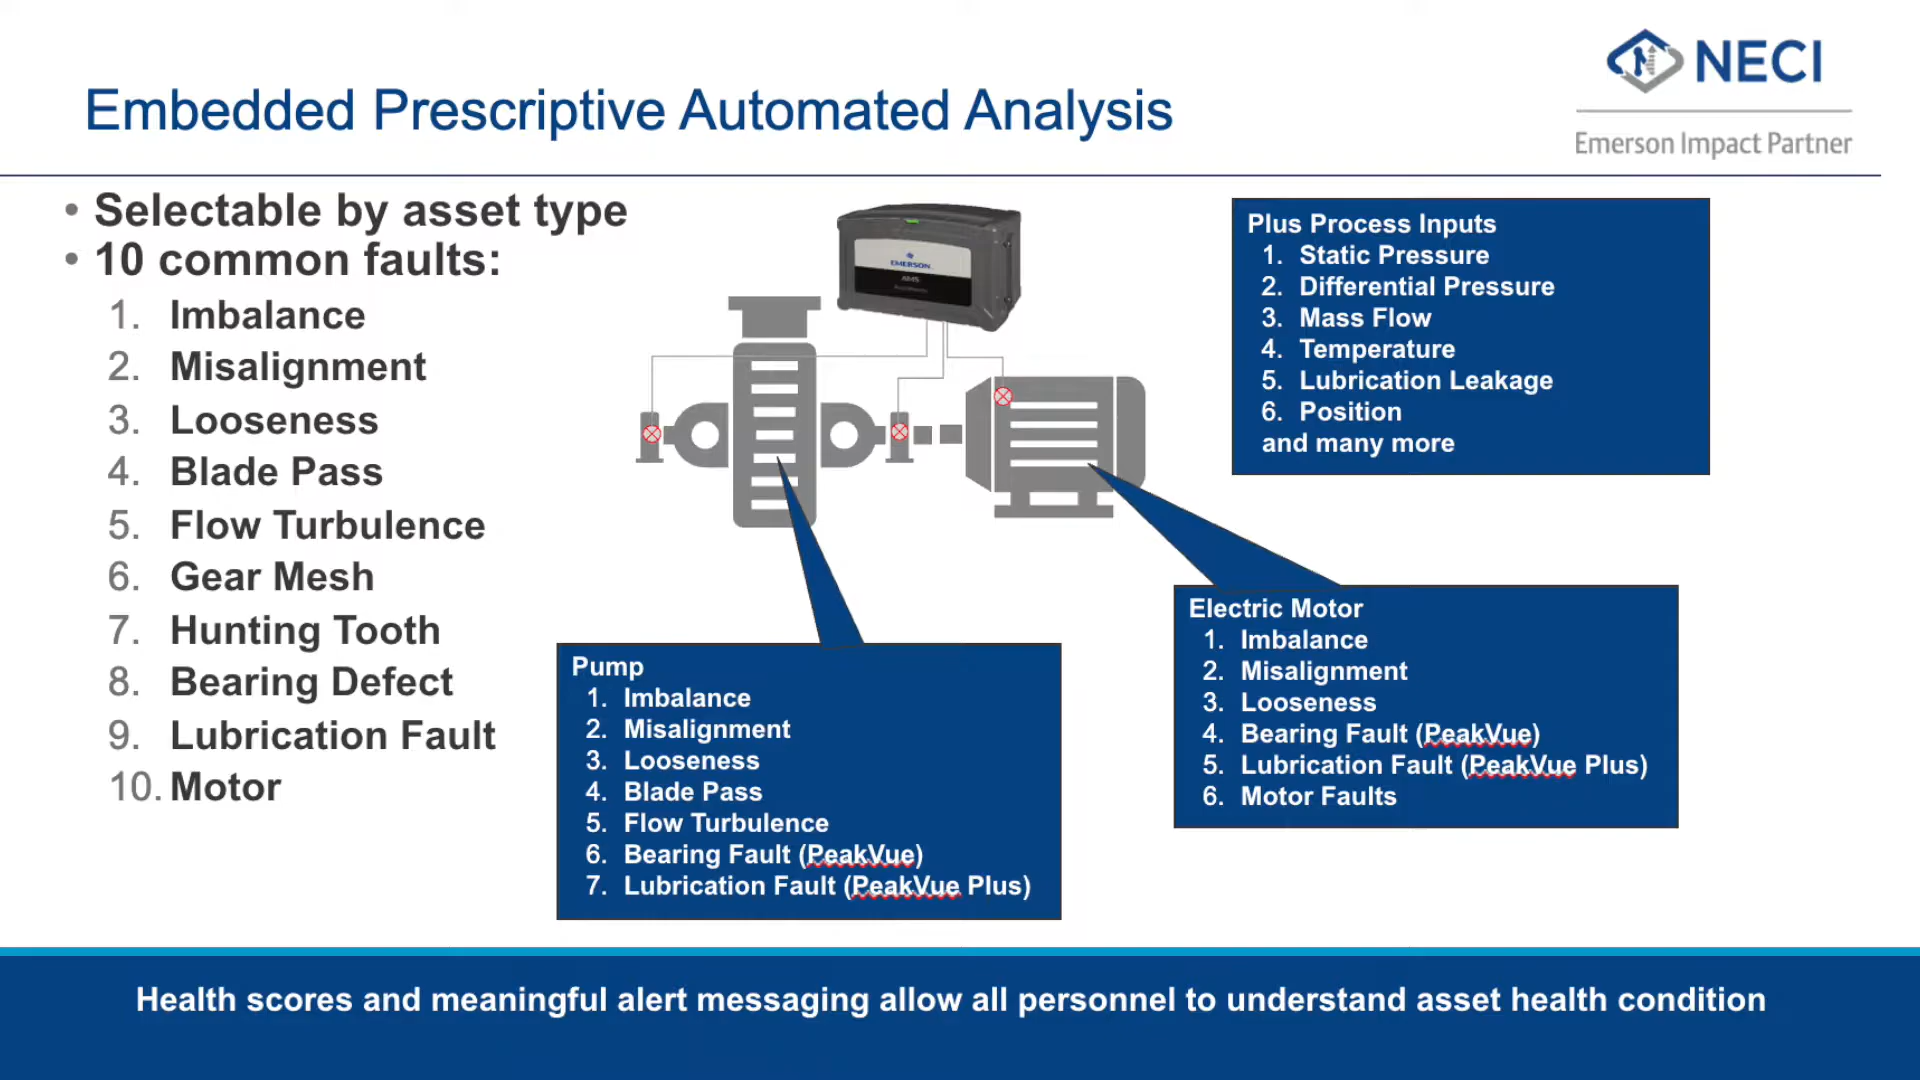 NECI
Emerson Impact Partner
Embedded Prescriptive Automated Analysis
• Selectable by asset type
• 10 common faults:
1. Imbalance
2. Misalignment
3. Looseness
4. Blade Pass
5. Flow Turbulence
6. Gear Mesh
7. Hunting Tooth
8. Bearing Defect
9. Lubrication Fault
10. Motor
EMERSON
AMS
Plus Process Inputs
1. Static Pressure
2. Differential Pressure
3. Mass Flow
4. Temperature
5. Lubrication Leakage
6. Position
and many more
Pump
1. Imbalance
2. Misalignment
3. Looseness
4. Blade Pass
5. Flow Turbulence
6. Bearing Fault (PeakVue)
7. Lubrication Fault (PeakVue Plus)
Electric Motor
1. Imbalance
2. Misalignment
3. Looseness
4. Bearing Fault (PeakVue)
5. Lubrication Fault (PeakVue Plus)
6. Motor Faults
Health scores and meaningful alert messaging allow all personnel to understand asset health condition